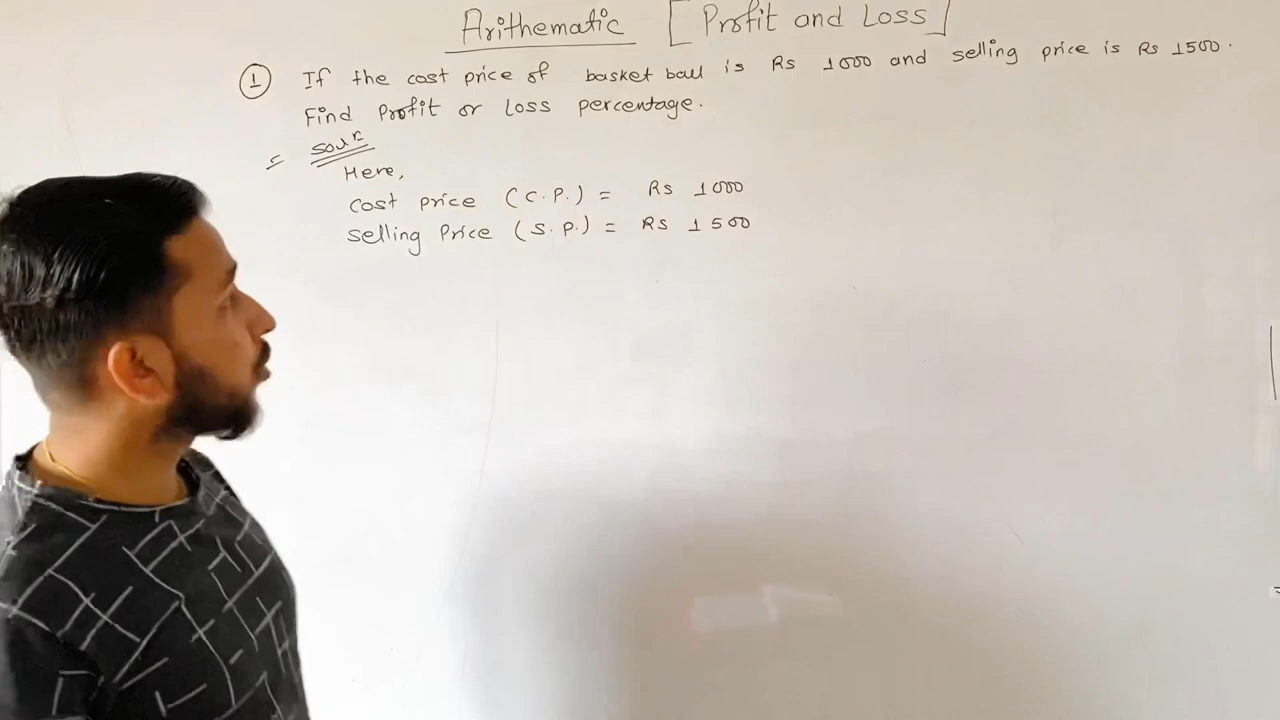 Arithematic [Profit and Loss]
① If the cost price of basket ball is Rs 1000 and selling price is Rs 1500.
Find Profit or Loss percentage.
Soluⁿ
Here,
cost price (C.P.) = Rs 1000
selling Price (S.P.) = Rs 1500